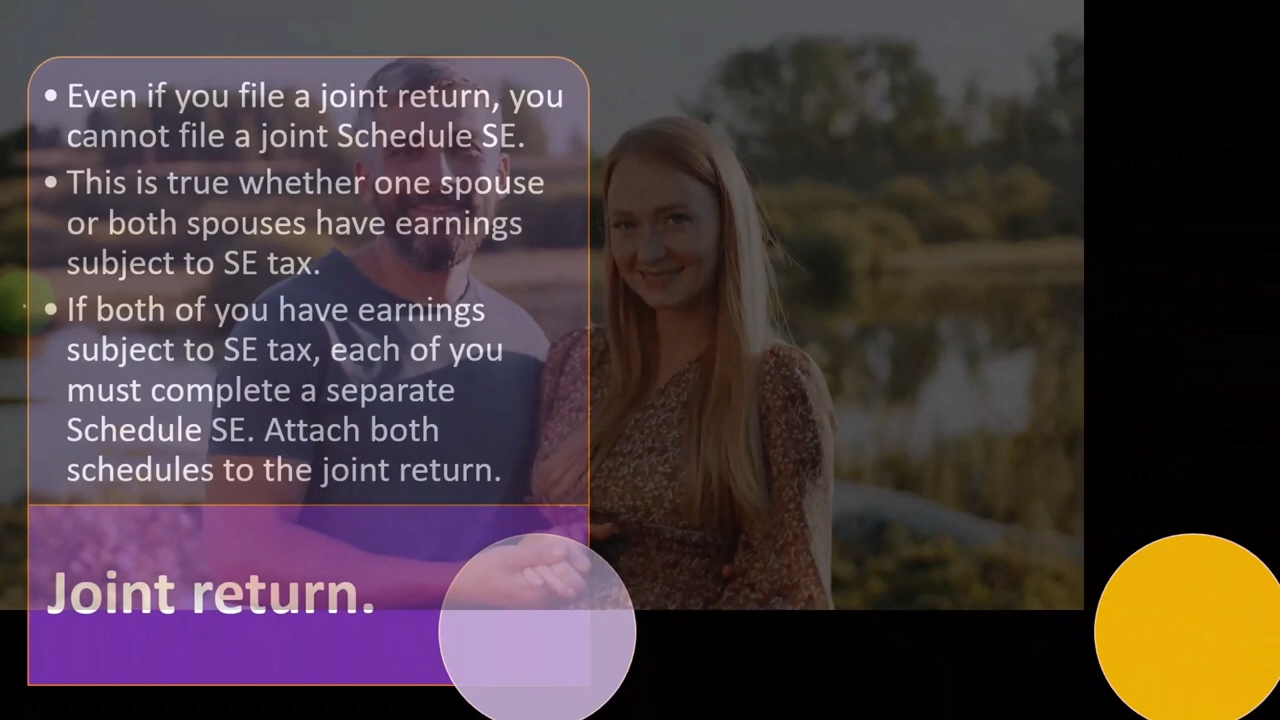 • Even if you file a joint return, you
cannot file a joint Schedule SE.
• This is true whether one spouse
or both spouses have earnings
subject to SE tax.
• If both of you have earnings
subject to SE tax, each of you
must complete a separate
Schedule SE. Attach both
schedules to the joint return.
Joint return.